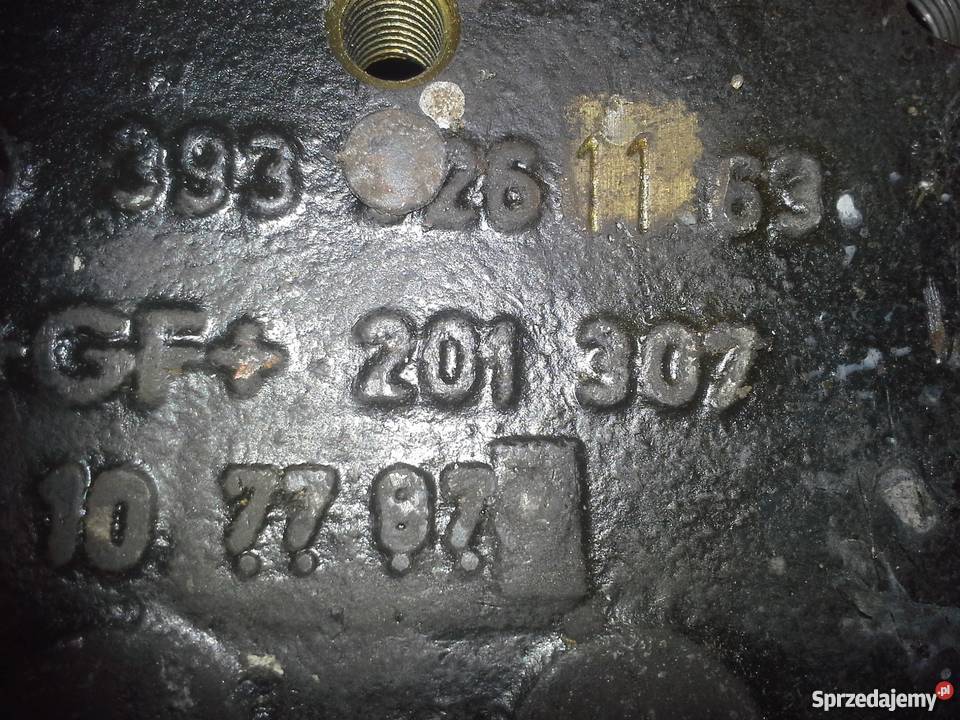 393 26 11 63
GF+ 201 307
10 77 87
Sprzedajemy.pl